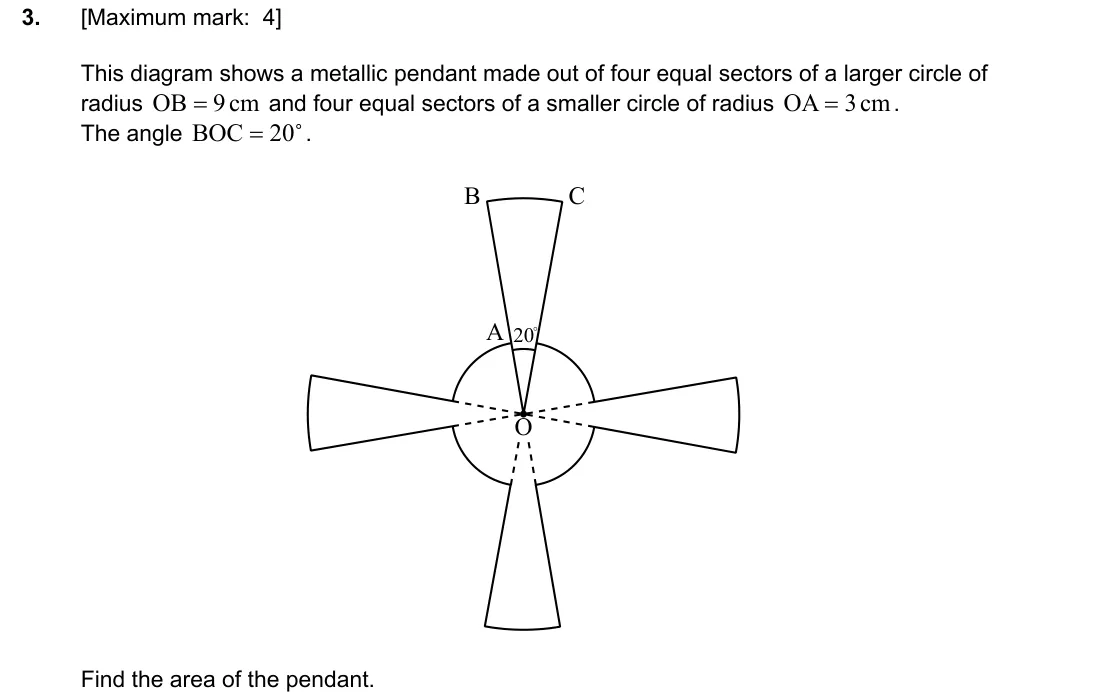 3. [Maximum mark: 4]
This diagram shows a metallic pendant made out of four equal sectors of a larger circle of
radius OB = 9 cm and four equal sectors of a smaller circle of radius OA = 3 cm.
The angle BOC = 20°.
B C
A 20°
O
Find the area of the pendant.